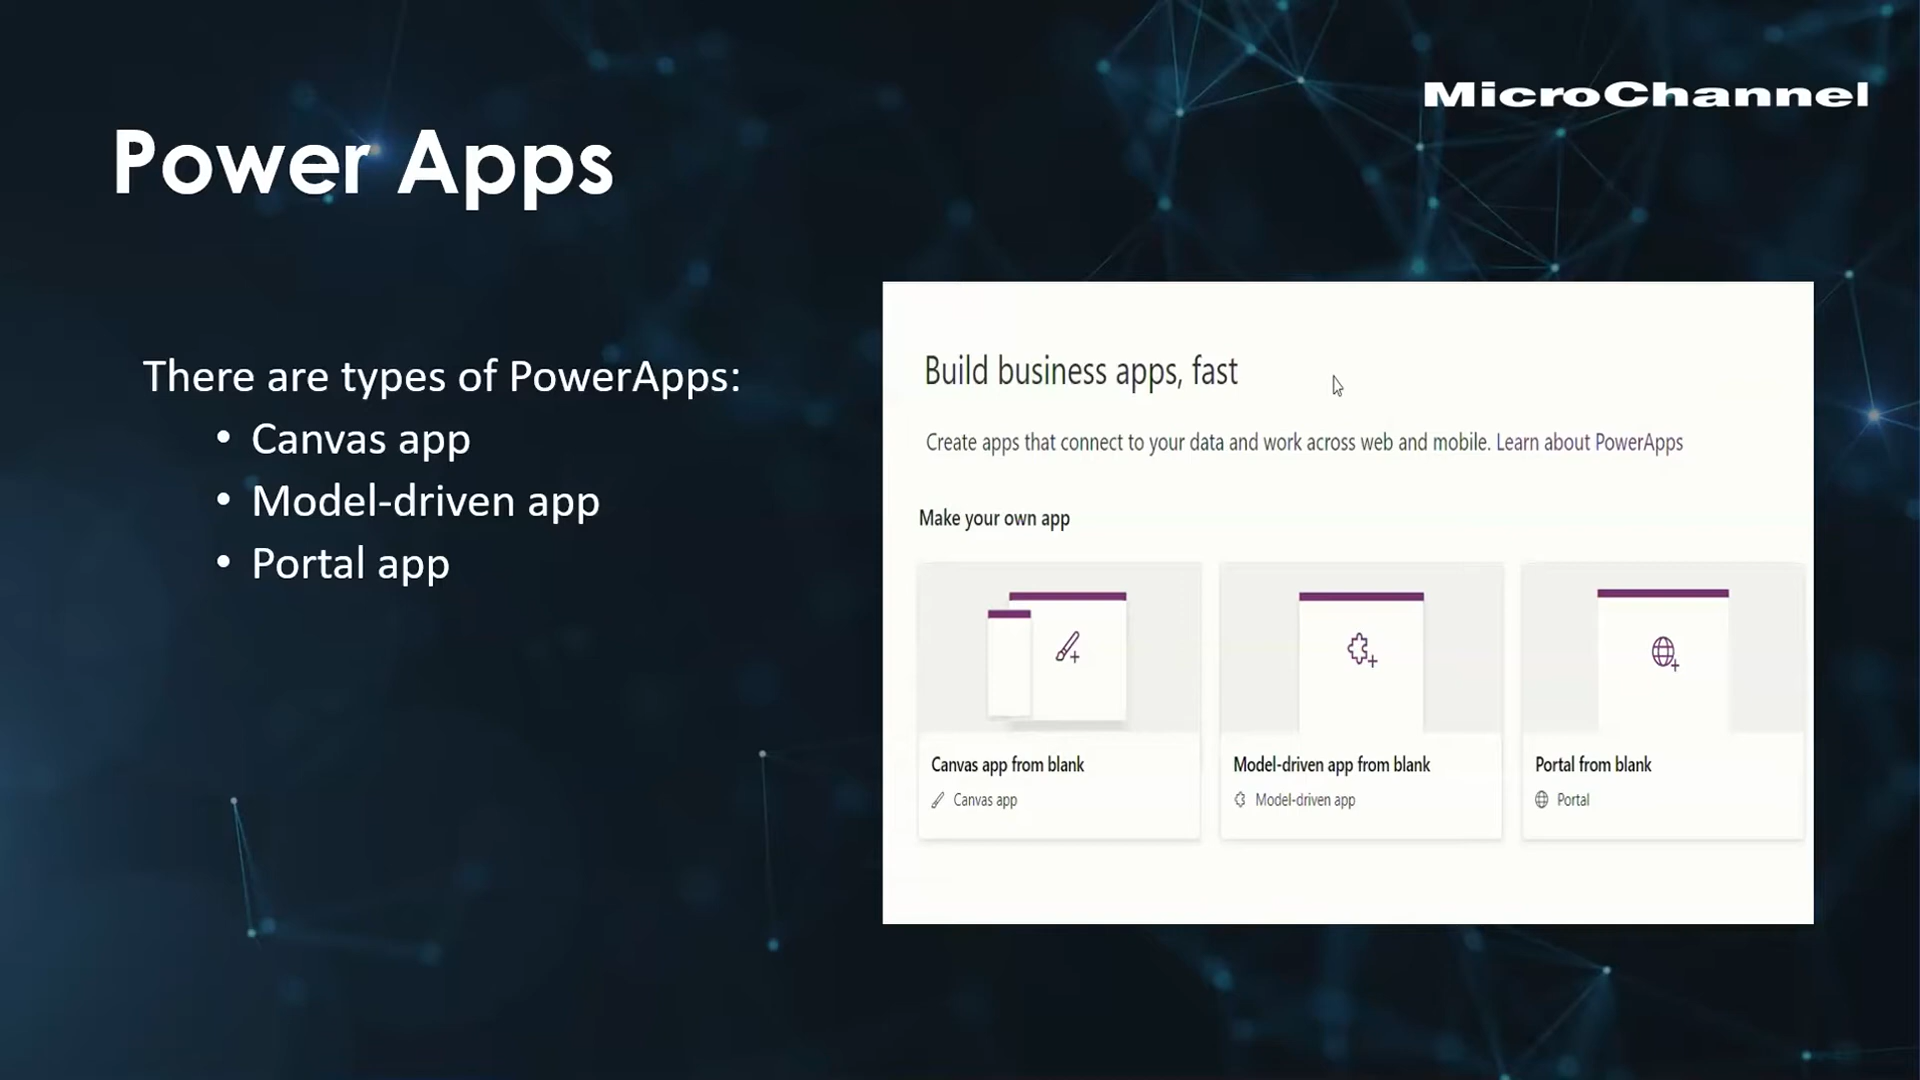 MicroChannel
Power Apps
There are types of PowerApps:
• Canvas app
• Model-driven app
• Portal app
Build business apps, fast
Create apps that connect to your data and work across web and mobile. Learn about PowerApps
Make your own app
Canvas app from blank
Canvas app
Model-driven app from blank
Model-driven app
Portal from blank
Portal